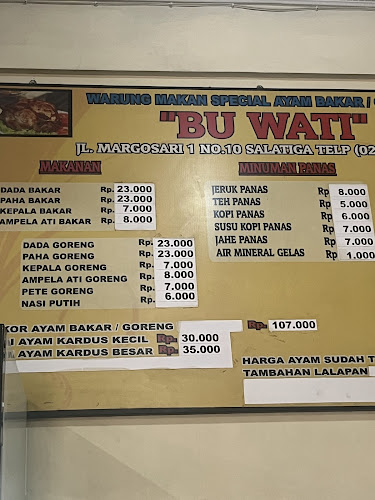 WARUNG MAKAN SPECIAL AYAM BAKAR /
"BU WATI"
JL. MARGOSARI 1 NO.10 SALATIGA TELP (02
MAKANAN
DADA BAKAR Rp. 23.000
PAHA BAKAR Rp. 23.000
KEPALA BAKAR Rp. 7.000
AMPELA ATI BAKAR Rp. 8.000
DADA GORENG Rp. 23.000
PAHA GORENG Rp. 23.000
KEPALA GORENG Rp. 7.000
AMPELA ATI GORENG Rp. 8.000
PETE GORENG Rp. 7.000
NASI PUTIH Rp. 6.000
MINUMAN PANAS
JERUK PANAS Rp 8.000
TEH PANAS Rp 5.000
KOPI PANAS Rp 6.000
SUSU KOPI PANAS Rp 7.000
JAHE PANAS Rp 7.000
AIR MINERAL GELAS Rp 1.000
KOR AYAM BAKAR / GORENG Rp. 107.000
I AYAM KARDUS KECIL Rp. 30.000
AYAM KARDUS BESAR Rp. 35.000
HARGA AYAM SUDAH T
TAMBAHAN LALAPAN